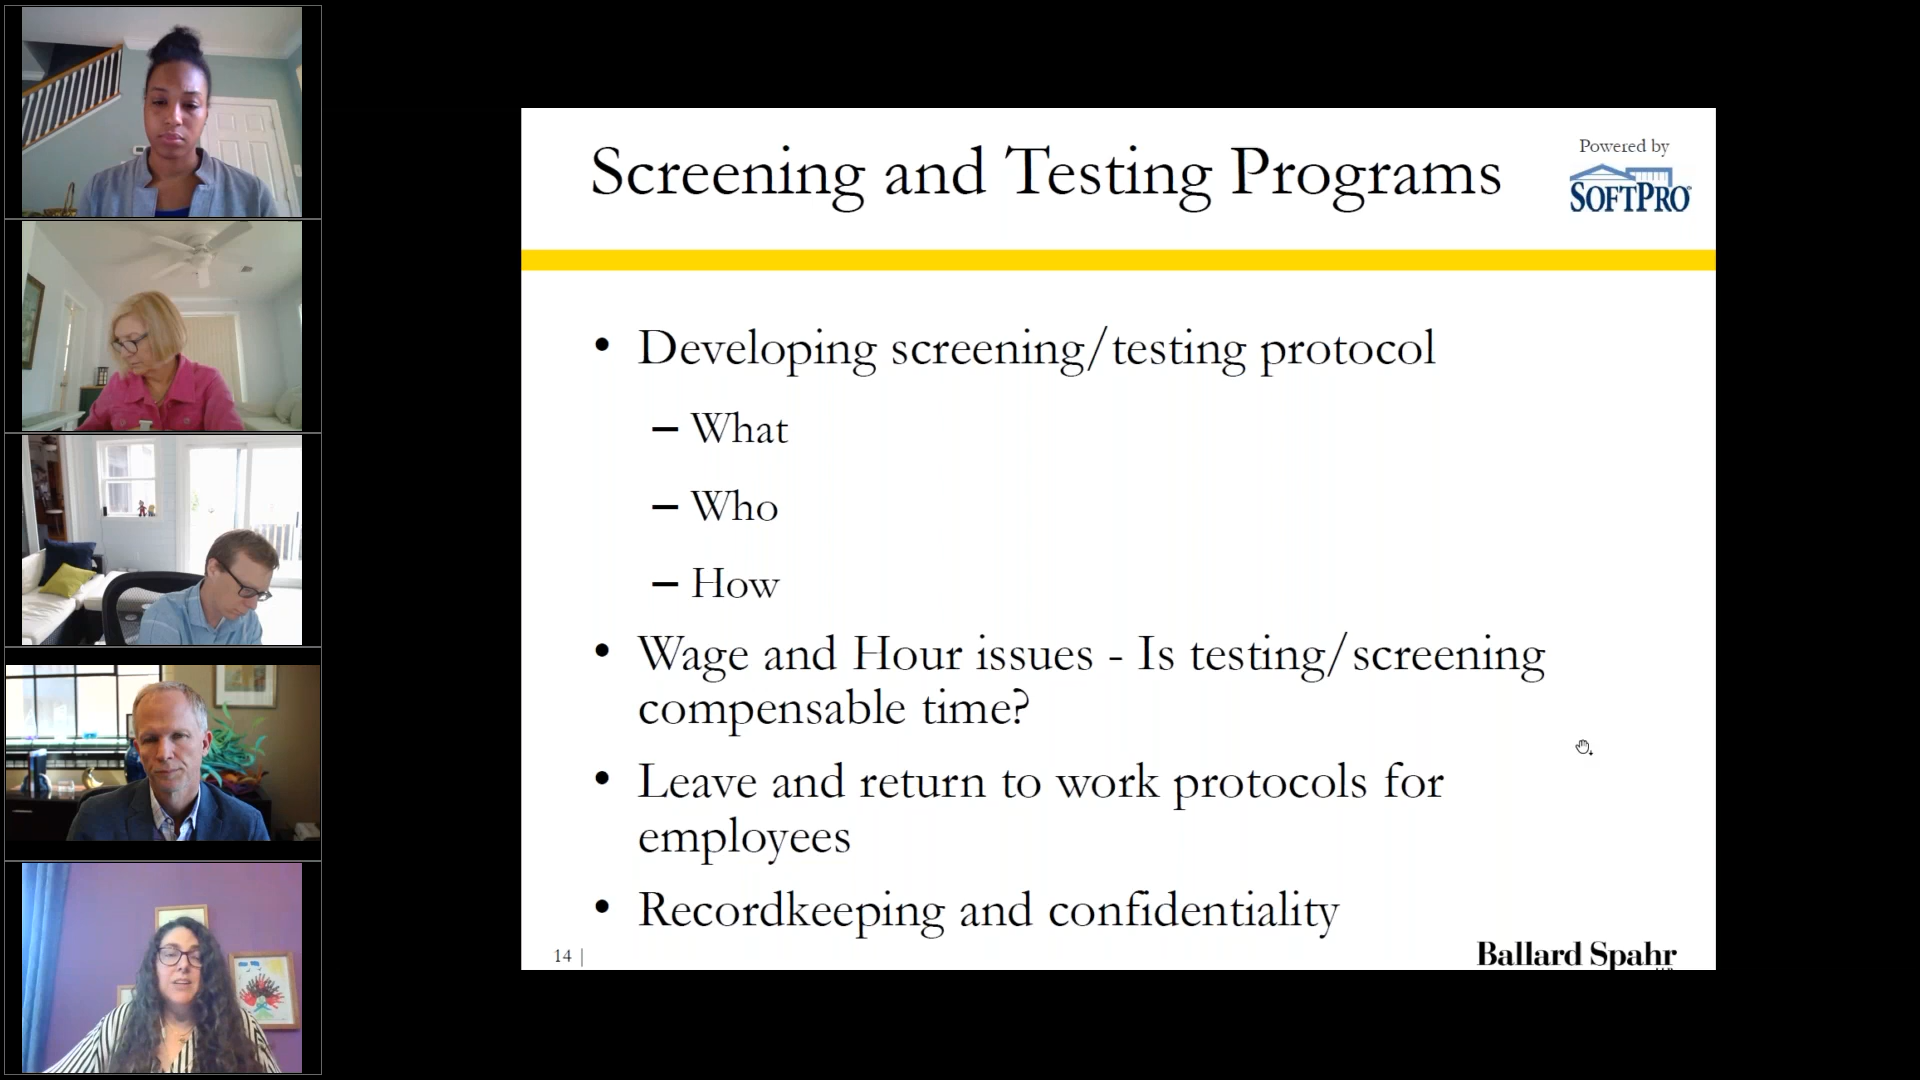 Screening and Testing Programs
Powered by
SOFTPRO
• Developing screening/testing protocol
– What
– Who
– How
• Wage and Hour issues - Is testing/screening
compensable time?
• Leave and return to work protocols for
employees
• Recordkeeping and confidentiality
14 |
Ballard Spahr